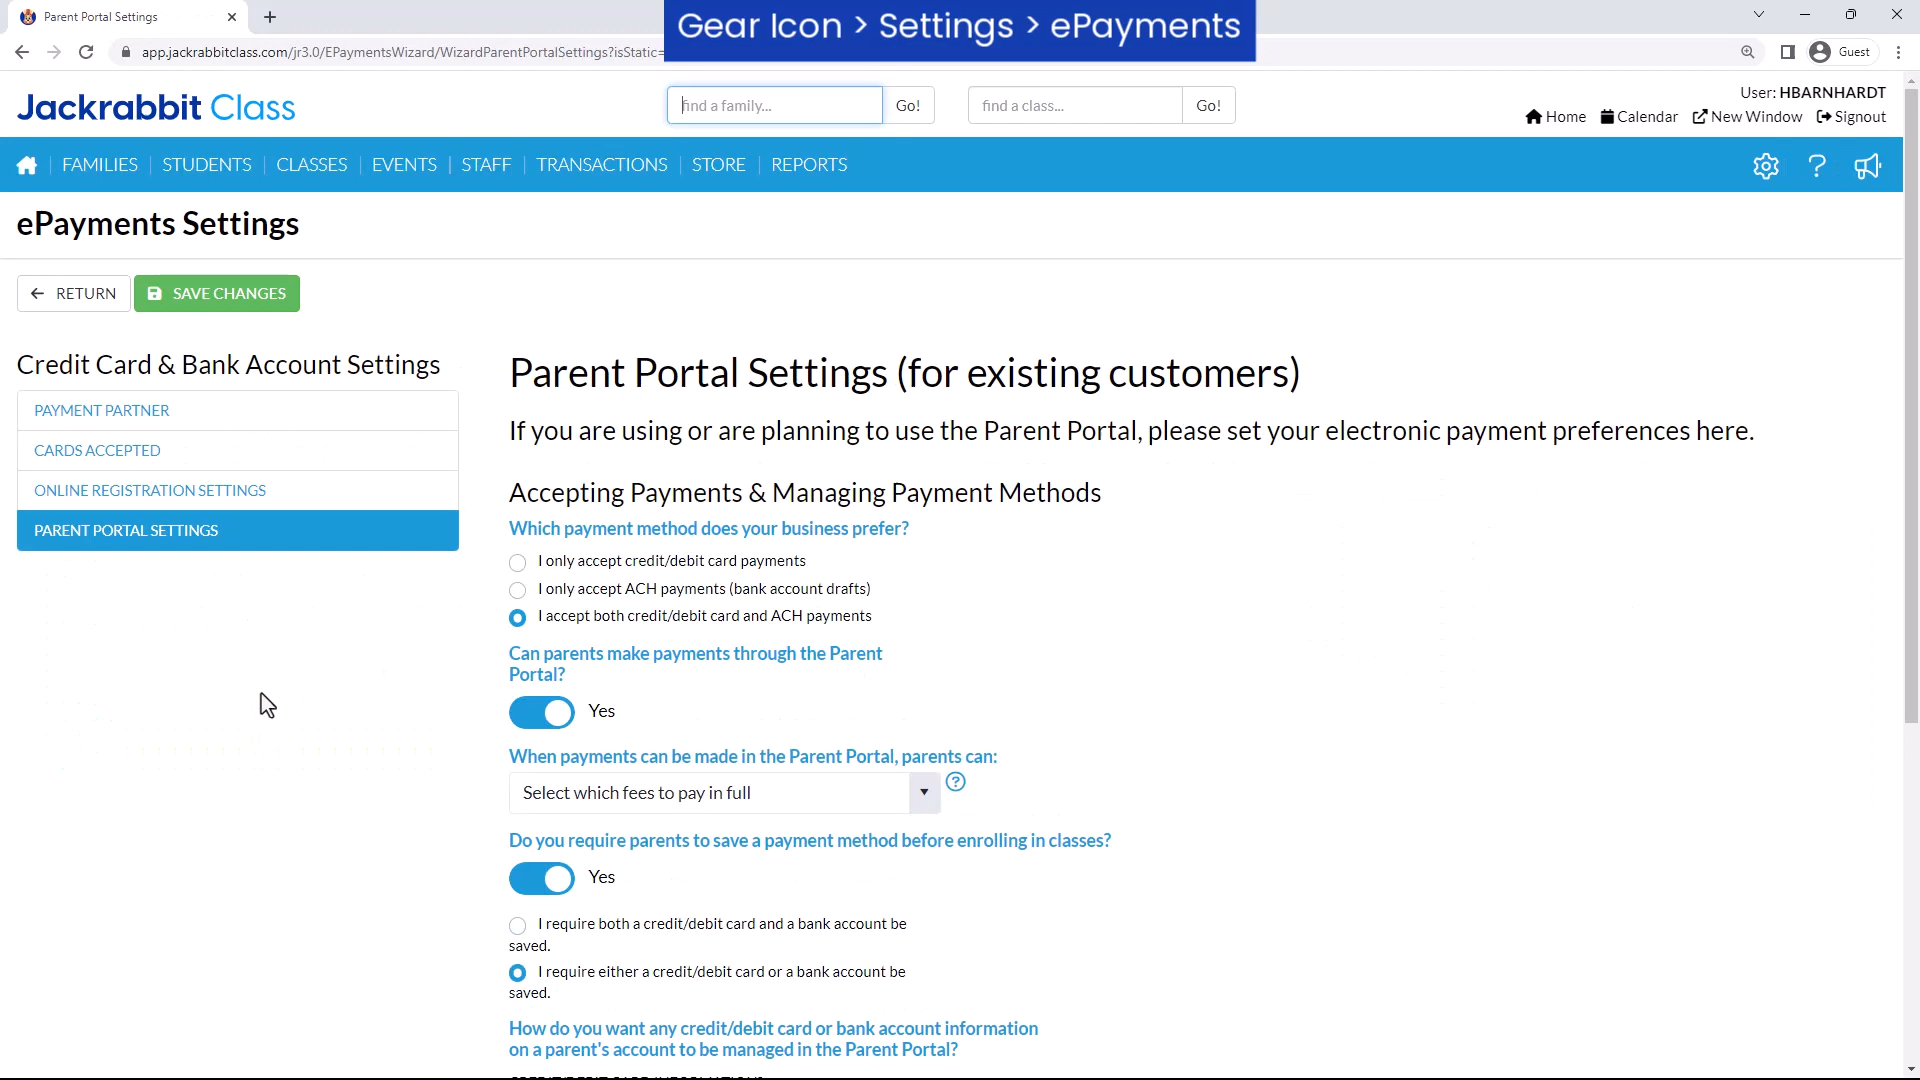 Parent Portal Settings
Gear Icon > Settings > ePayments
app.jackrabbitclass.com/jr3.0/EPaymentsWizard/WizardParentPortalSettings?isStatic=
Guest
Jackrabbit Class
find a family...
Go!
find a class...
Go!
User: HBARNHARDT
Home
Calendar
New Window
Signout
FAMILIES
STUDENTS
CLASSES
EVENTS
STAFF
TRANSACTIONS
STORE
REPORTS
ePayments Settings
RETURN
SAVE CHANGES
Credit Card & Bank Account Settings
PAYMENT PARTNER
CARDS ACCEPTED
ONLINE REGISTRATION SETTINGS
PARENT PORTAL SETTINGS
Parent Portal Settings (for existing customers)
If you are using or are planning to use the Parent Portal, please set your electronic payment preferences here.
Accepting Payments & Managing Payment Methods
Which payment method does your business prefer?
I only accept credit/debit card payments
I only accept ACH payments (bank account drafts)
I accept both credit/debit card and ACH payments
Can parents make payments through the Parent
Portal?
Yes
When payments can be made in the Parent Portal, parents can:
Select which fees to pay in full
Do you require parents to save a payment method before enrolling in classes?
Yes
I require both a credit/debit card and a bank account be
saved.
I require either a credit/debit card or a bank account be
saved.
How do you want any credit/debit card or bank account information
on a parent's account to be managed in the Parent Portal?